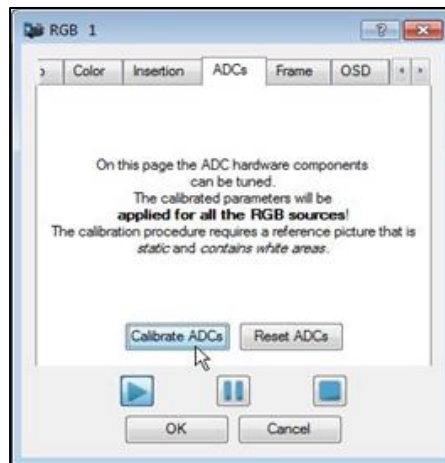 RGB 1
Color Insertion ADCs Frame OSD
On this page the ADC hardware components
can be tuned.
The calibrated parameters will be
applied for all the RGB sources!
The calibration procedure requires a reference picture that is
static and contains white areas.
Calibrate ADCs Reset ADCs
OK Cancel